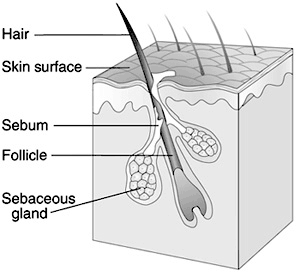 Hair
Skin surface
Sebum
Follicle
Sebaceous
gland